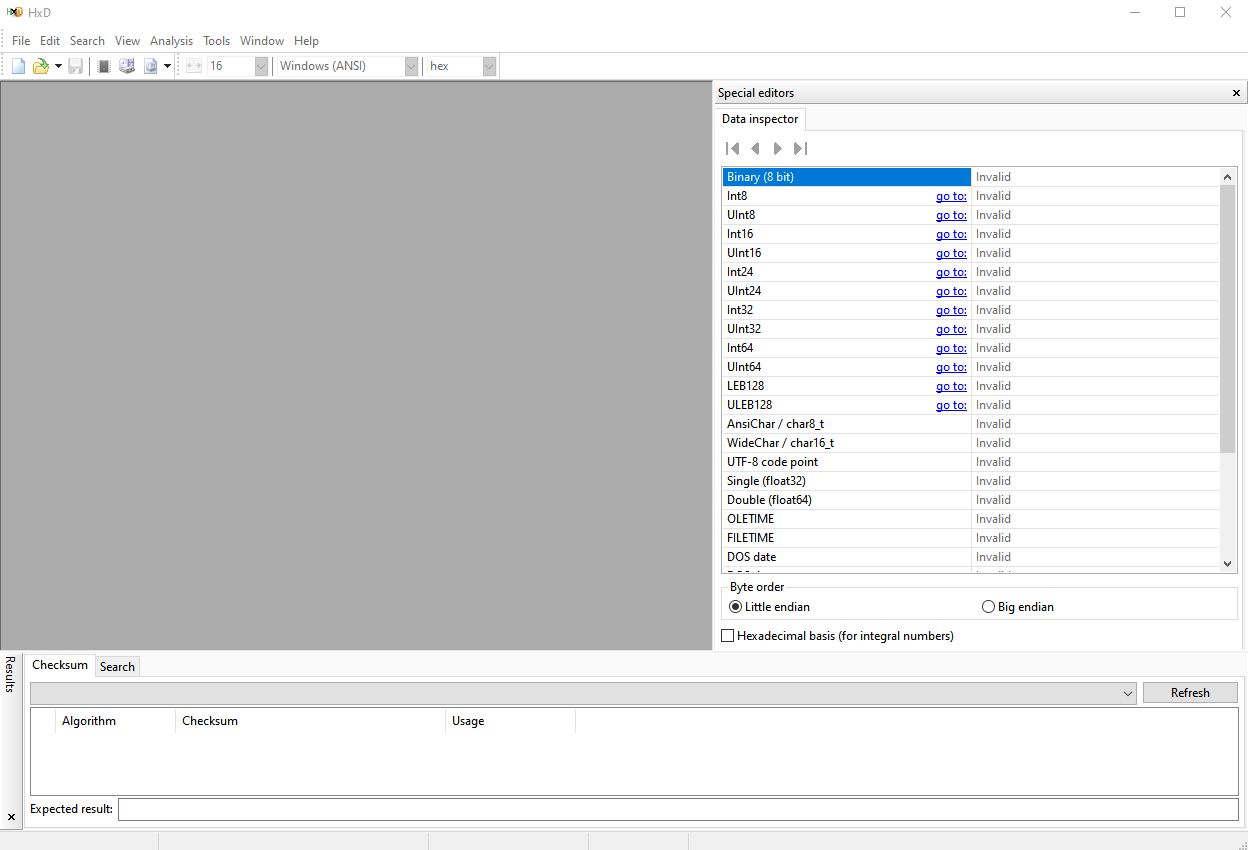 HxD
File Edit Search View Analysis Tools Window Help
16 Windows (ANSI) hex
Special editors
Data inspector
Binary (8 bit) Invalid
Int8 go to: Invalid
UInt8 go to: Invalid
Int16 go to: Invalid
UInt16 go to: Invalid
Int24 go to: Invalid
UInt24 go to: Invalid
Int32 go to: Invalid
UInt32 go to: Invalid
Int64 go to: Invalid
UInt64 go to: Invalid
LEB128 go to: Invalid
ULEB128 go to: Invalid
AnsiChar / char8_t Invalid
WideChar / char16_t Invalid
UTF-8 code point Invalid
Single (float32) Invalid
Double (float64) Invalid
OLETIME Invalid
FILETIME Invalid
DOS date Invalid
Byte order
Little endian Big endian
Hexadecimal basis (for integral numbers)
Results
Checksum Search
Refresh
Algorithm Checksum Usage
Expected result: